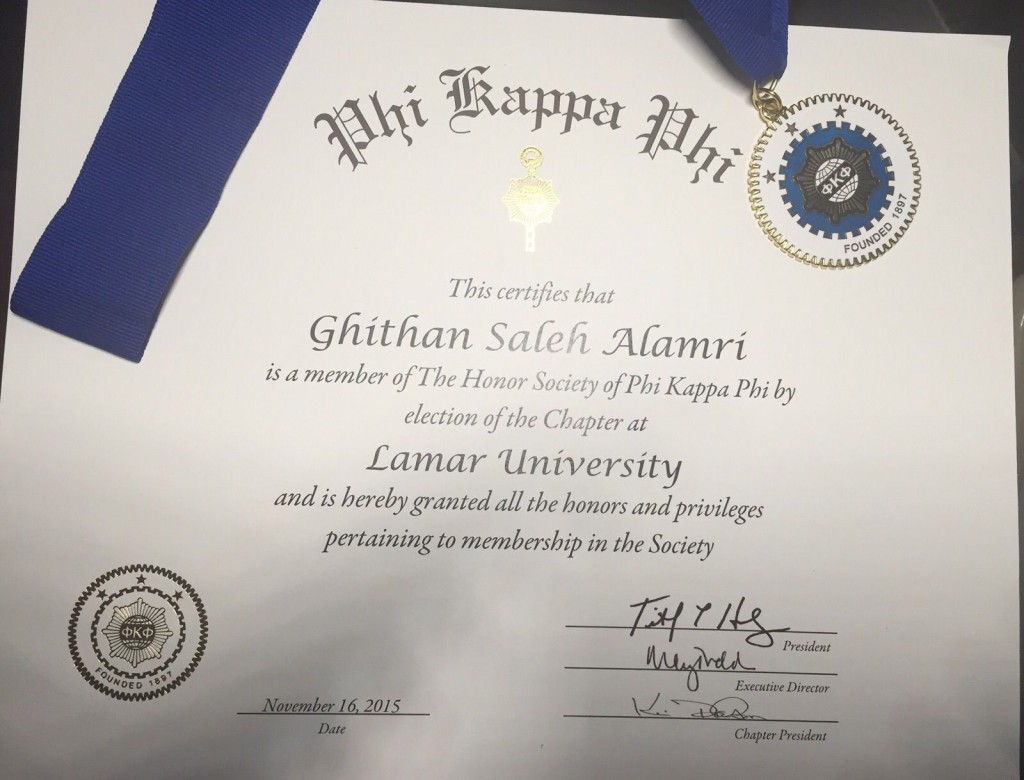 Phi Kappa Phi
ΦΚΦ
FOUNDED 1897
This certifies that
Ghithan Saleh Alamri
is a member of The Honor Society of Phi Kappa Phi by
election of the Chapter at
Lamar University
and is hereby granted all the honors and privileges
pertaining to membership in the Society
ΦΚΦ
FOUNDED 1897
President
Executive Director
November 16, 2015
Date
Chapter President